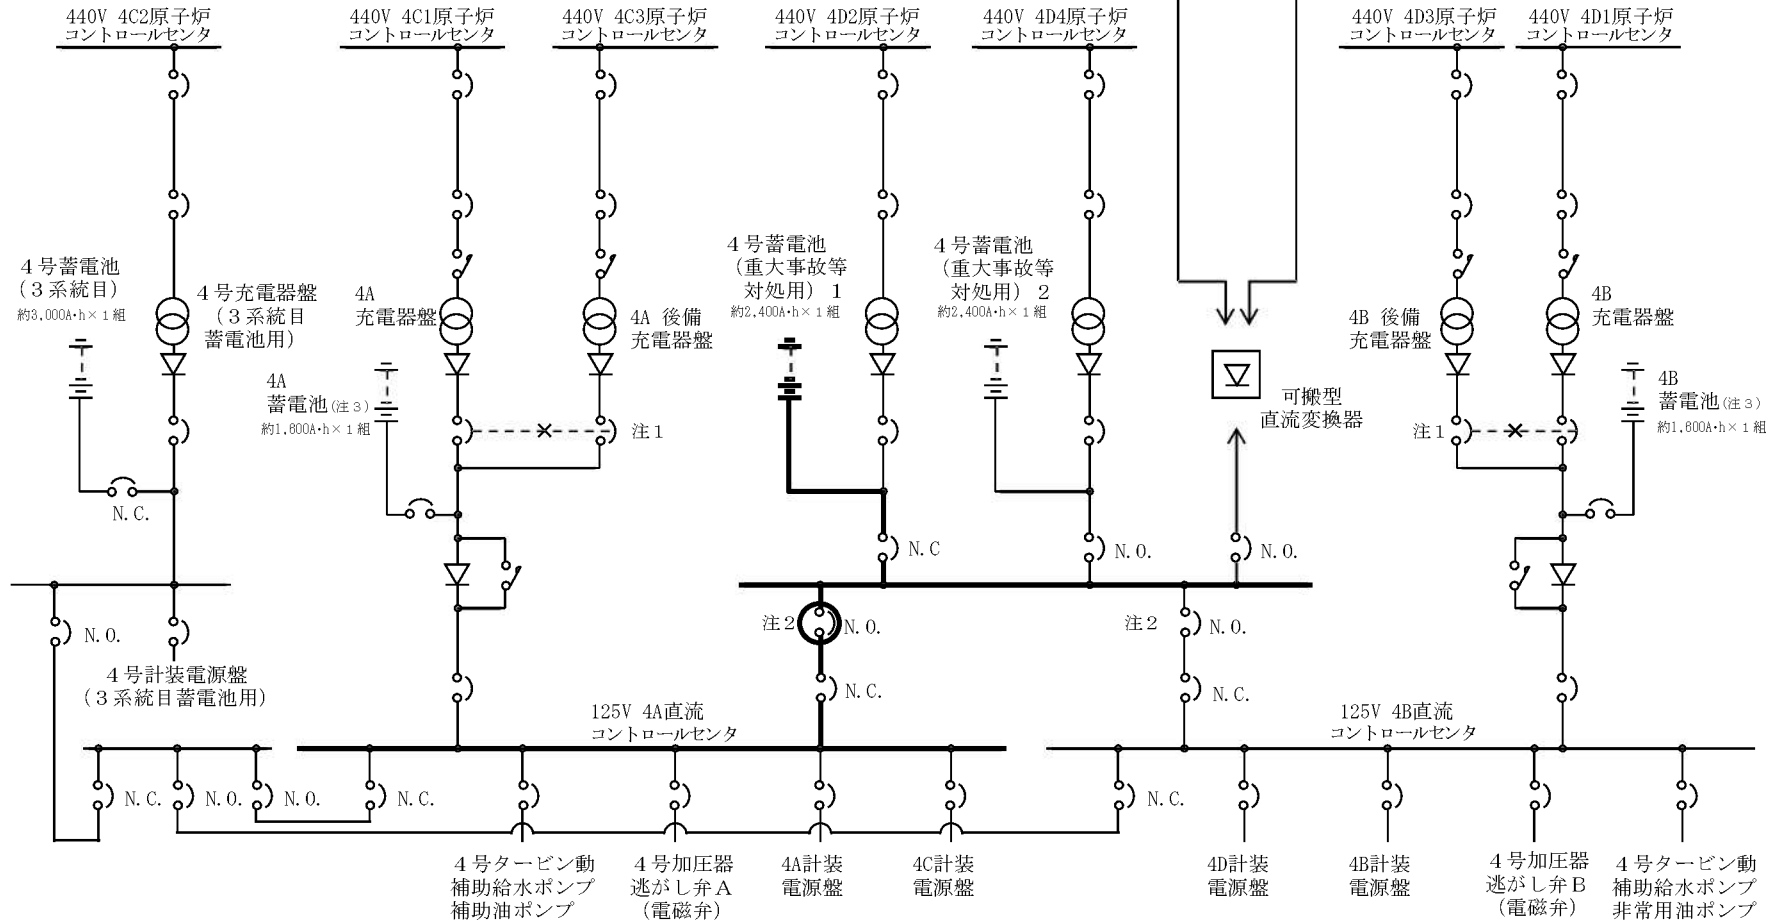 440V 4C2原子炉
コントロールセンタ
440V 4C1原子炉
コントロールセンタ
440V 4C3原子炉
コントロールセンタ
440V 4D2原子炉
コントロールセンタ
440V 4D4原子炉
コントロールセンタ
440V 4D3原子炉
コントロールセンタ
440V 4D1原子炉
コントロールセンタ
４号蓄電池
（３系統目）
約3,000A･h×１組
４号充電器盤
（３系統目
蓄電池用）
4A
充電器盤
4A 後備
充電器盤
４号蓄電池
（重大事故等
対処用）１
約2,400A･h×１組
４号蓄電池
（重大事故等
対処用）２
約2,400A･h×１組
4B 後備
充電器盤
4B
充電器盤
4A
蓄電池(注３)
約1,600A･h×１組
注１
可搬型
直流変換器
注１
4B
蓄電池(注３)
約1,600A･h×１組
N.C.
N.C
N.O.
N.O.
N.O.
注２
N.O.
注２
N.O.
４号計装電源盤
（３系統目蓄電池用）
N.C.
N.C.
125V 4A直流
コントロールセンタ
125V 4B直流
コントロールセンタ
N.C.
N.O.
N.O.
N.C.
N.C.
４号タービン動
補助給水ポンプ
補助油ポンプ
４号加圧器
逃がし弁Ａ
（電磁弁）
4A計装
電源盤
4C計装
電源盤
4D計装
電源盤
4B計装
電源盤
４号加圧器
逃がし弁Ｂ
（電磁弁）
４号タービン動
補助給水ポンプ
非常用油ポンプ